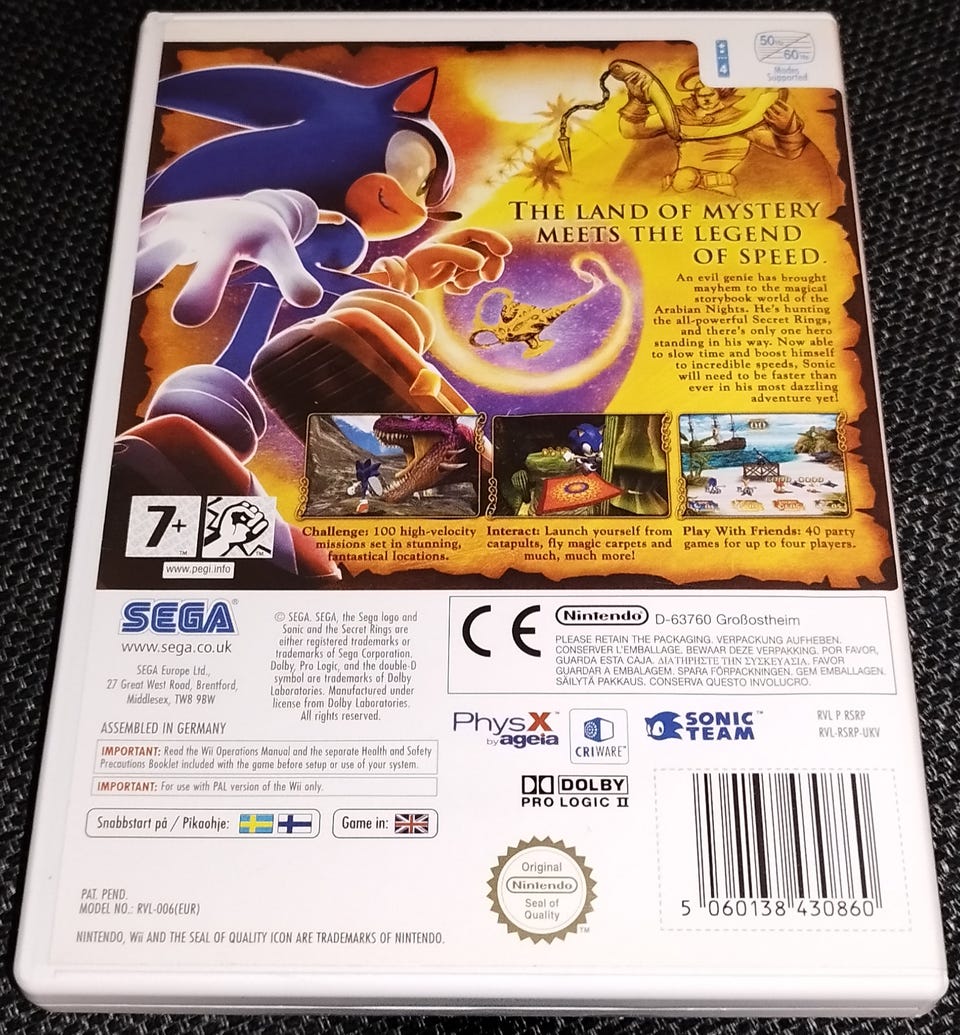 1-4
50Hz
60Hz
Modes
Supported
THE LAND OF MYSTERY
MEETS THE LEGEND
OF SPEED.
An evil genie has brought
mayhem to the magical
storybook world of the
Arabian Nights. He's hunting
the all-powerful Secret Rings,
and there's only one hero
standing in his way. Now able
to slow time and boost himself
to incredible speeds, Sonic
will need to be faster than
ever in his most dazzling
adventure yet!
Challenge: 100 high-velocity
missions set in stunning,
fantastical locations.
Interact: Launch yourself from
catapults, fly magic carpets and
much, much more!
Play With Friends: 40 party
games for up to four players.
7+
TM
TM
www.pegi.info
SEGA®
www.sega.co.uk
SEGA Europe Ltd.,
27 Great West Road, Brentford,
Middlesex, TW8 9BW
© SEGA. SEGA, the Sega logo and
Sonic and the Secret Rings are
either registered trademarks or
trademarks of Sega Corporation.
Dolby, Pro Logic, and the double-D
symbol are trademarks of Dolby
Laboratories. Manufactured under
license from Dolby Laboratories.
All rights reserved.
CE
Nintendo® D-63760 Großostheim
PLEASE RETAIN THE PACKAGING. VERPACKUNG AUFHEBEN.
CONSERVER L'EMBALLAGE. BEWAAR DEZE VERPAKKING. POR FAVOR,
GUARDA ESTA CAJA. ΔΙΑΤΗΡΗΣΤΕ ΤΗΝ ΣΥΣΚΕΥΑΣΙΑ. FAVOR
GUARDAR A EMBALAGEM. SPARA FÖRPACKNINGEN. GEM EMBALLAGEN.
SÄILYTÄ PAKKAUS. CONSERVA QUESTO INVOLUCRO.
ASSEMBLED IN GERMANY
IMPORTANT: Read the Wii Operations Manual and the separate Health and Safety
Precautions Booklet included with the game before setup or use of your system.
IMPORTANT: For use with PAL version of the Wii only.
Snabbstart på / Pikaohje:
Game in:
PhysX
by ageia
CRIWARE™
SONIC
TEAM™
RVL P RSRP
RVL-RSRP-UKV
DOLBY
PRO LOGIC II
Original
Nintendo®
Seal of
Quality
TM
5 060138 430860
PAT. PEND.
MODEL NO.: RVL-006(EUR)
NINTENDO, Wii AND THE SEAL OF QUALITY ICON ARE TRADEMARKS OF NINTENDO.